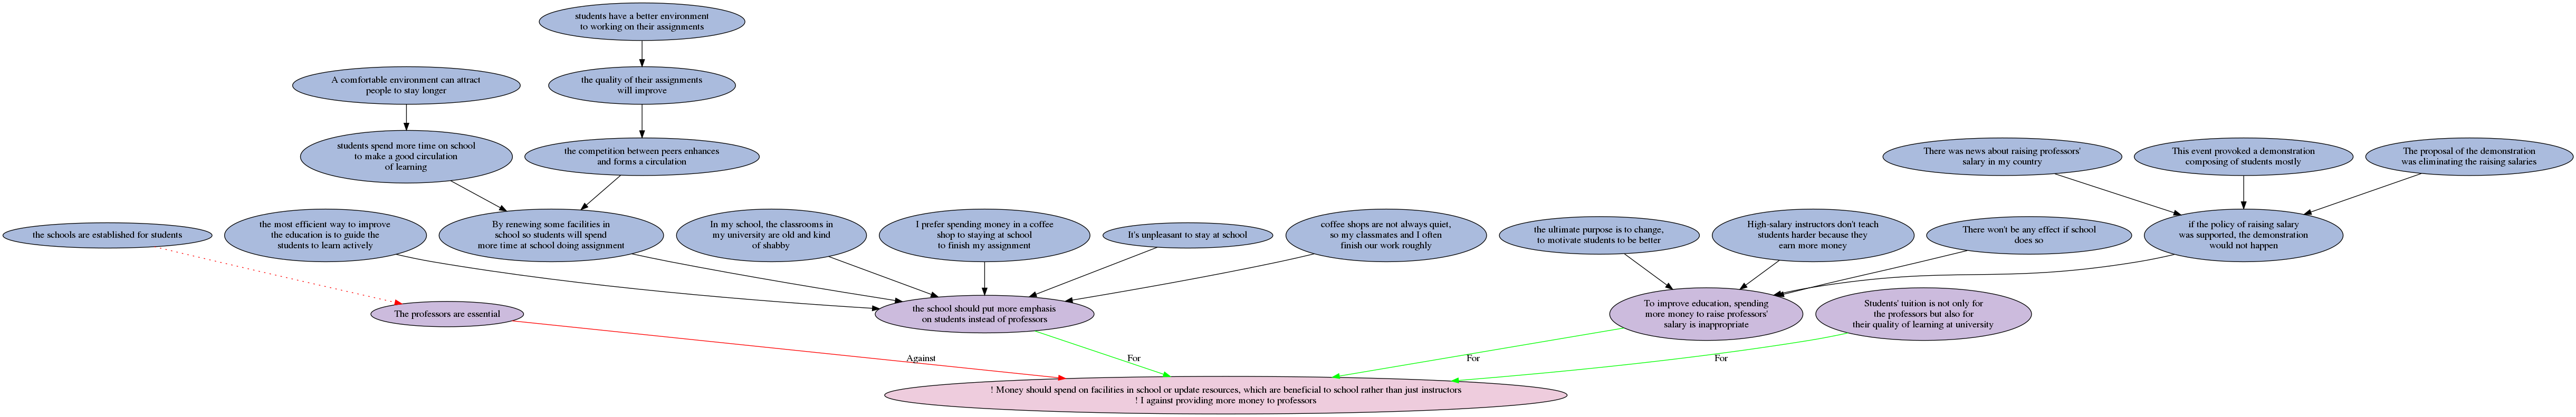 students have a better environment
to working on their assignments
A comfortable environment can attract
people to stay longer
the quality of their assignments
will improve
students spend more time on school
to make a good circulation
of learning
the competition between peers enhances
and forms a circulation
There was news about raising professors'
salary in my country
This event provoked a demonstration
composing of students mostly
The proposal of the demonstration
was eliminating the raising salaries
the schools are established for students
the most efficient way to improve
the education is to guide the
students to learn actively
By renewing some facilities in
school so students will spend
more time at school doing assignment
In my school, the classrooms in
my university are old and kind
of shabby
I prefer spending money in a coffee
shop to staying at school
to finish my assignment
It's unpleasant to stay at school
coffee shops are not always quiet,
so my classmates and I often
finish our work roughly
the ultimate purpose is to change,
to motivate students to be better
High-salary instructors don't teach
students harder because they
earn more money
There won't be any effect if school
does so
if the policy of raising salary
was supported, the demonstration
would not happen
The professors are essential
the school should put more emphasis
on students instead of professors
To improve education, spending
more money to raise professors'
salary is inappropriate
Students' tuition is not only for
the professors but also for
their quality of learning at university
Against
For
For
For
! Money should spend on facilities in school or update resources, which are beneficial to school rather than just instructors
! I against providing more money to professors